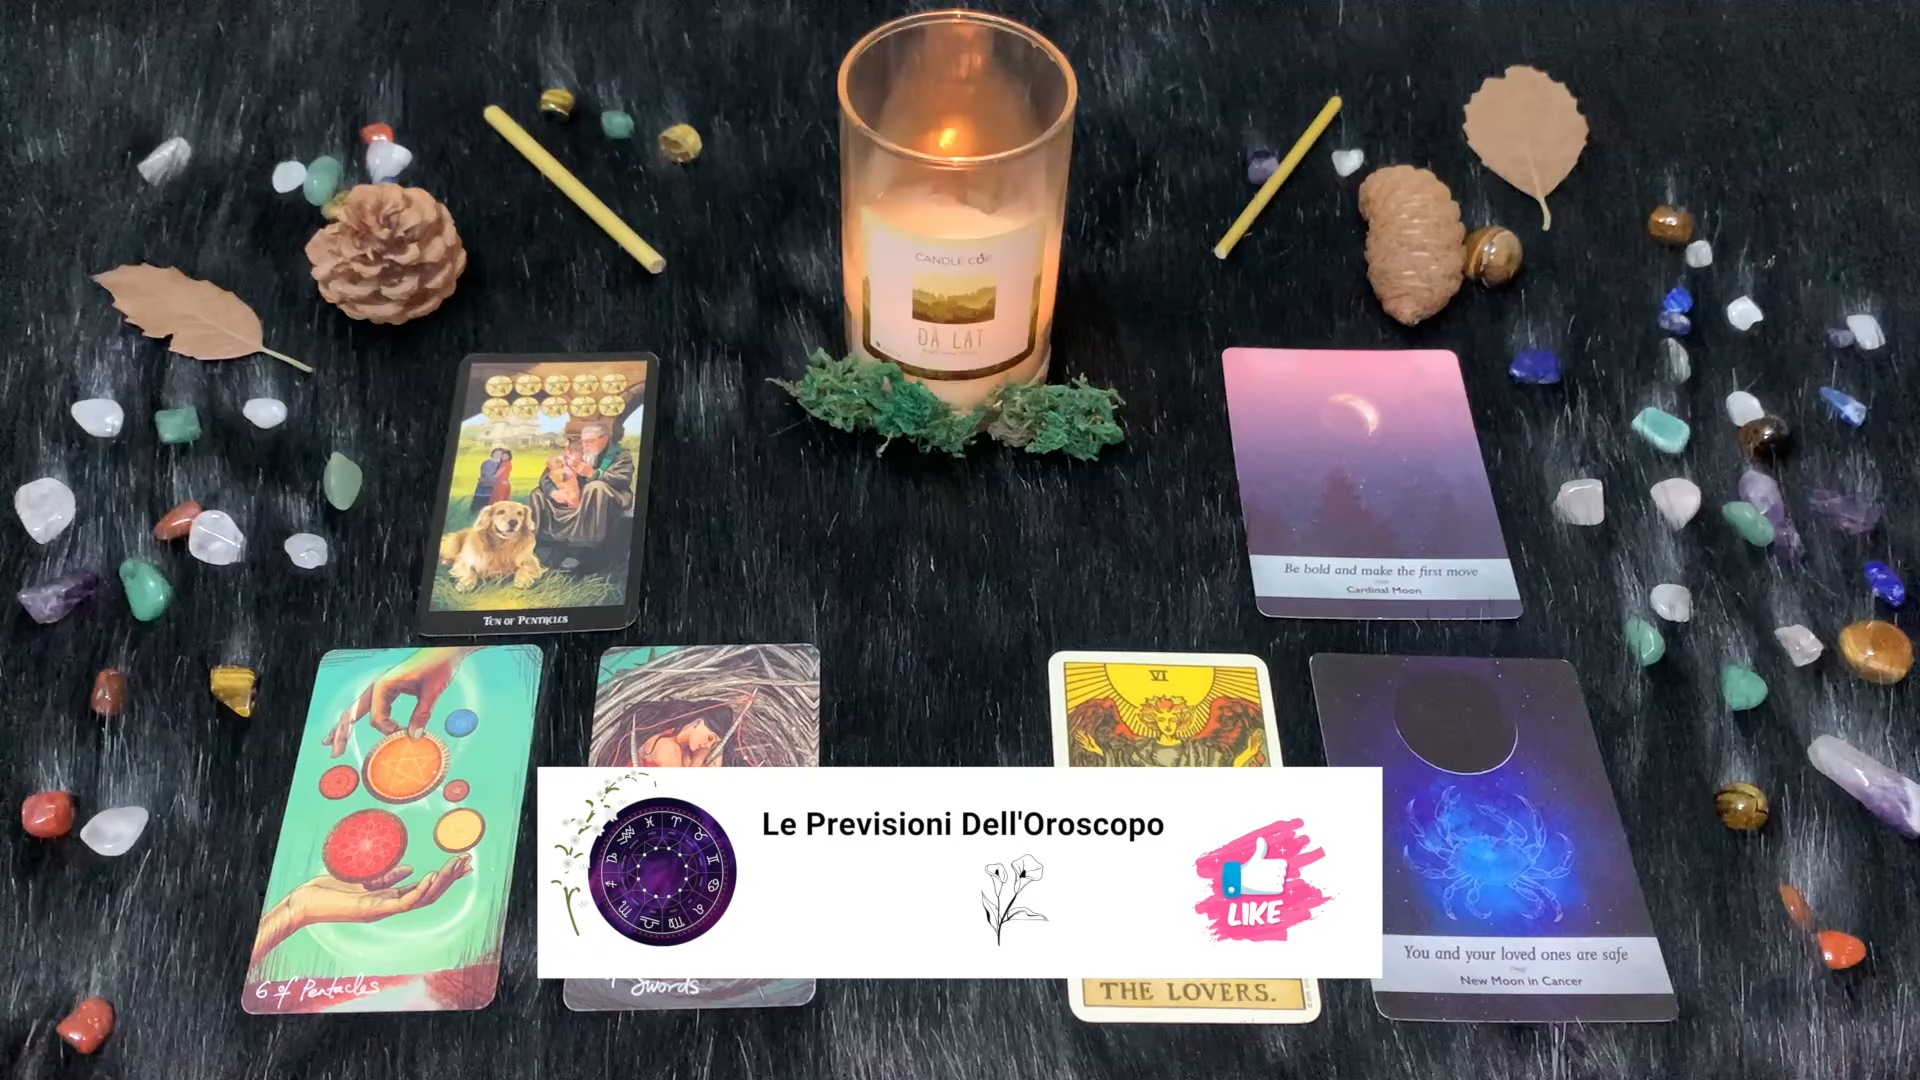 CANDLE CUP
ĐÀ LẠT
TEN OF PENTACLES
Be bold and make the first move
Cardinal Moon
VI
Le Previsioni Dell'Oroscopo
LIKE
You and your loved ones are safe
New Moon in Cancer
6 of Pentacles
Swords
THE LOVERS.